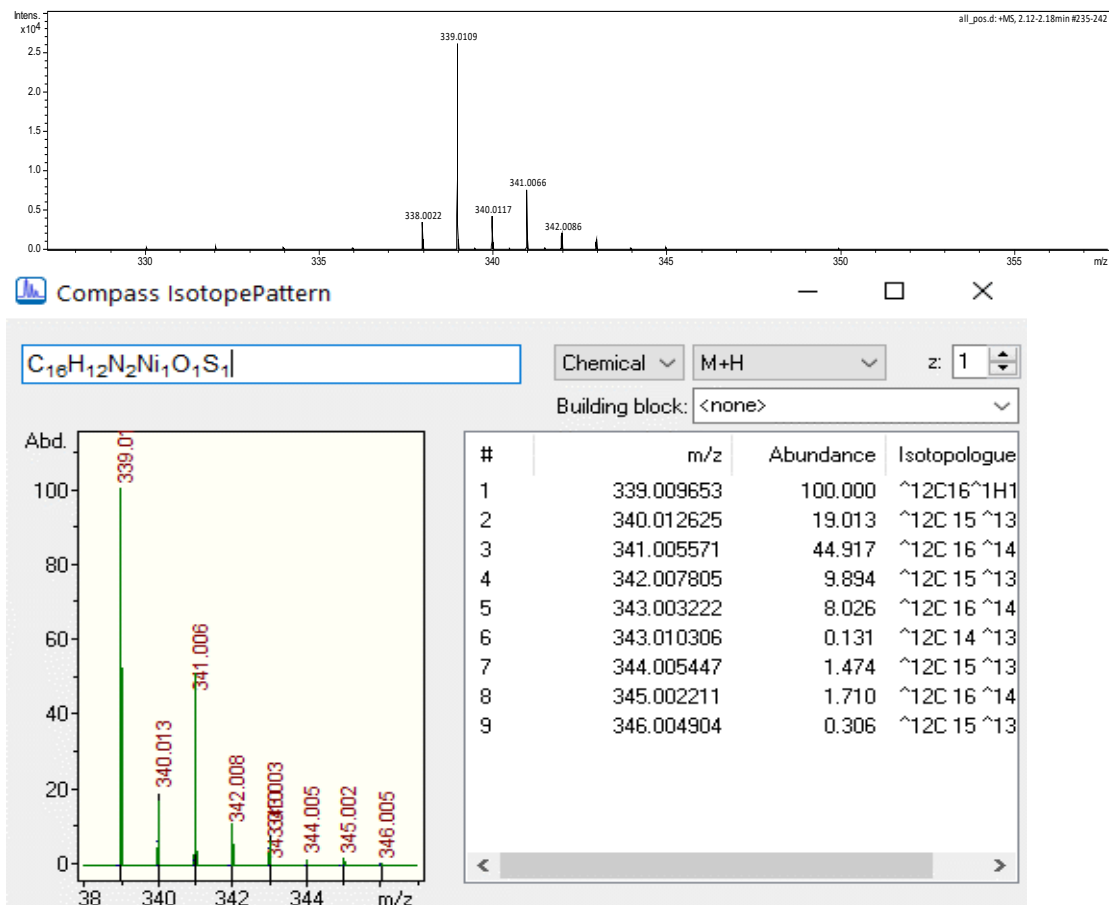 Intens.
x10⁴
all_pos.d: +MS, 2.12-2.18min #235-242
339.0109
2.5
2.0
1.5
1.0
341.0066
0.5
338.0022
340.0117
342.0086
0.0
330 335 340 345 350 355 m/z
Compass IsotopePattern
C₁₆H₁₂N₂Ni₁O₁S₁
Chemical M+H z: 1
Building block: <none>
Abd.
# m/z Abundance Isotopologue
1 339.009653 100.000 ^12C16^1H1
2 340.012625 19.013 ^12C 15 ^13
3 341.005571 44.917 ^12C 16 ^14
4 342.007805 9.894 ^12C 15 ^13
5 343.003222 8.026 ^12C 16 ^14
6 343.010306 0.131 ^12C 14 ^13
7 344.005447 1.474 ^12C 15 ^13
8 345.002211 1.710 ^12C 16 ^14
9 346.004904 0.306 ^12C 15 ^13
339.01
100
80
60
341.006
40
340.013
20
342.008
344.005
345.002
346.005
0
38 340 342 344 m/z